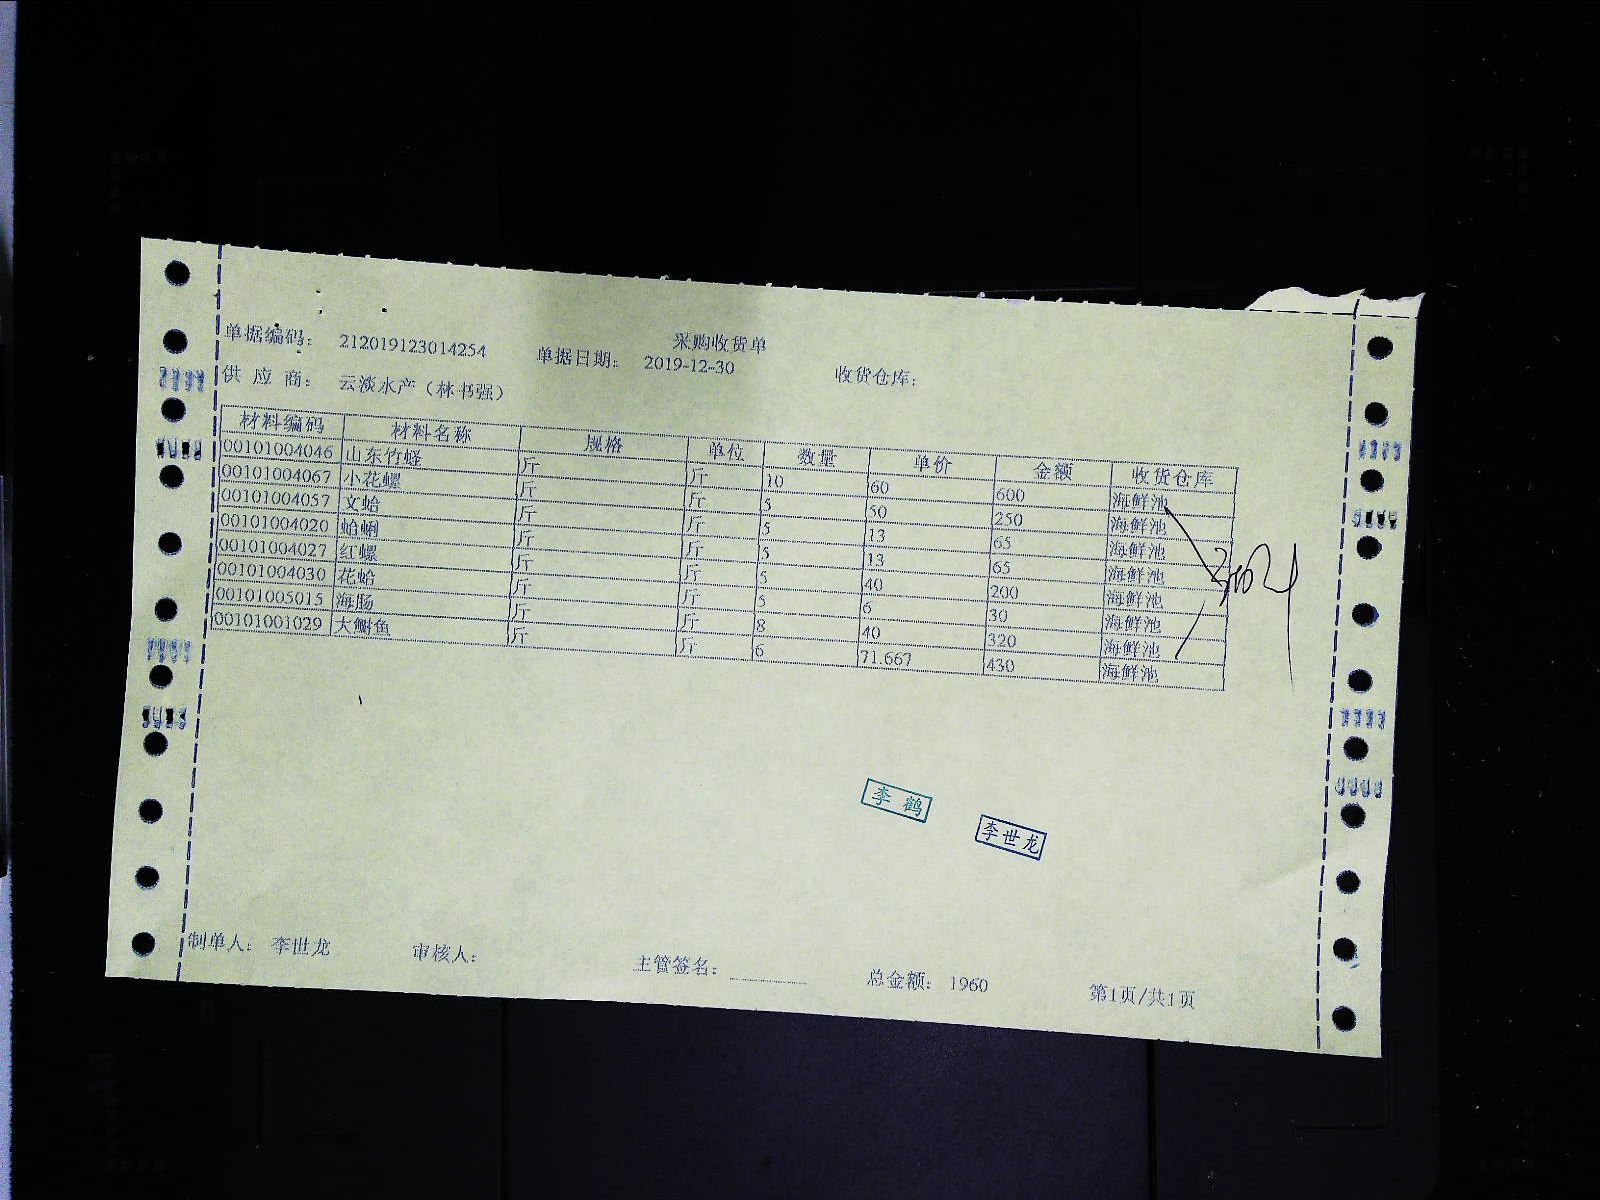 采购收货单
单据编码： 212019123014254 单据日期： 2019-12-30 收货仓库：
供 应 商： 云淡水产（林书强）
材料编码 材料名称 规格 单位 数量 单价 金额 收货仓库
00101004046 山东竹蛏 斤 斤 10 60 600 海鲜池
00101004067 小花螺 斤 斤 5 50 250 海鲜池
00101004057 文蛤 斤 斤 5 13 65 海鲜池
00101004020 蛤蜊 斤 斤 5 13 65 海鲜池
00101004027 红螺 斤 斤 5 40 200 海鲜池
00101004030 花蛤 斤 斤 5 6 30 海鲜池
00101005015 海肠 斤 斤 8 40 320 海鲜池
00101001029 大鲷鱼 斤 斤 6 71.667 430 海鲜池
李 鹤
李世龙
制单人： 李世龙 审核人： 主管签名： 总金额： 1960 第1页/共1页